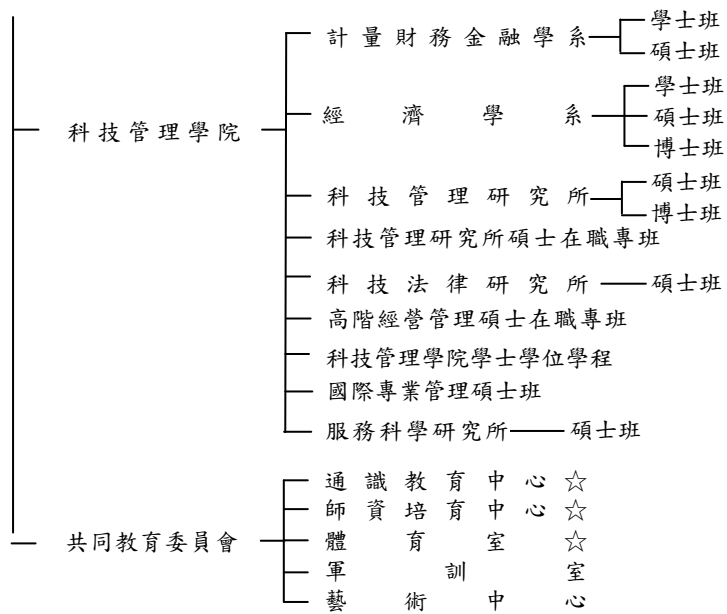 學士班
計量財務金融學系
碩士班
學士班
科技管理學院
經濟學系
碩士班
博士班
碩士班
科技管理研究所
博士班
科技管理研究所碩士在職專班
科技法律研究所 碩士班
高階經營管理碩士在職專班
科技管理學院學士學位學程
國際專業管理碩士班
服務科學研究所 碩士班
通識教育中心☆
師資培育中心☆
共同教育委員會
體育室☆
軍訓室
藝術中心